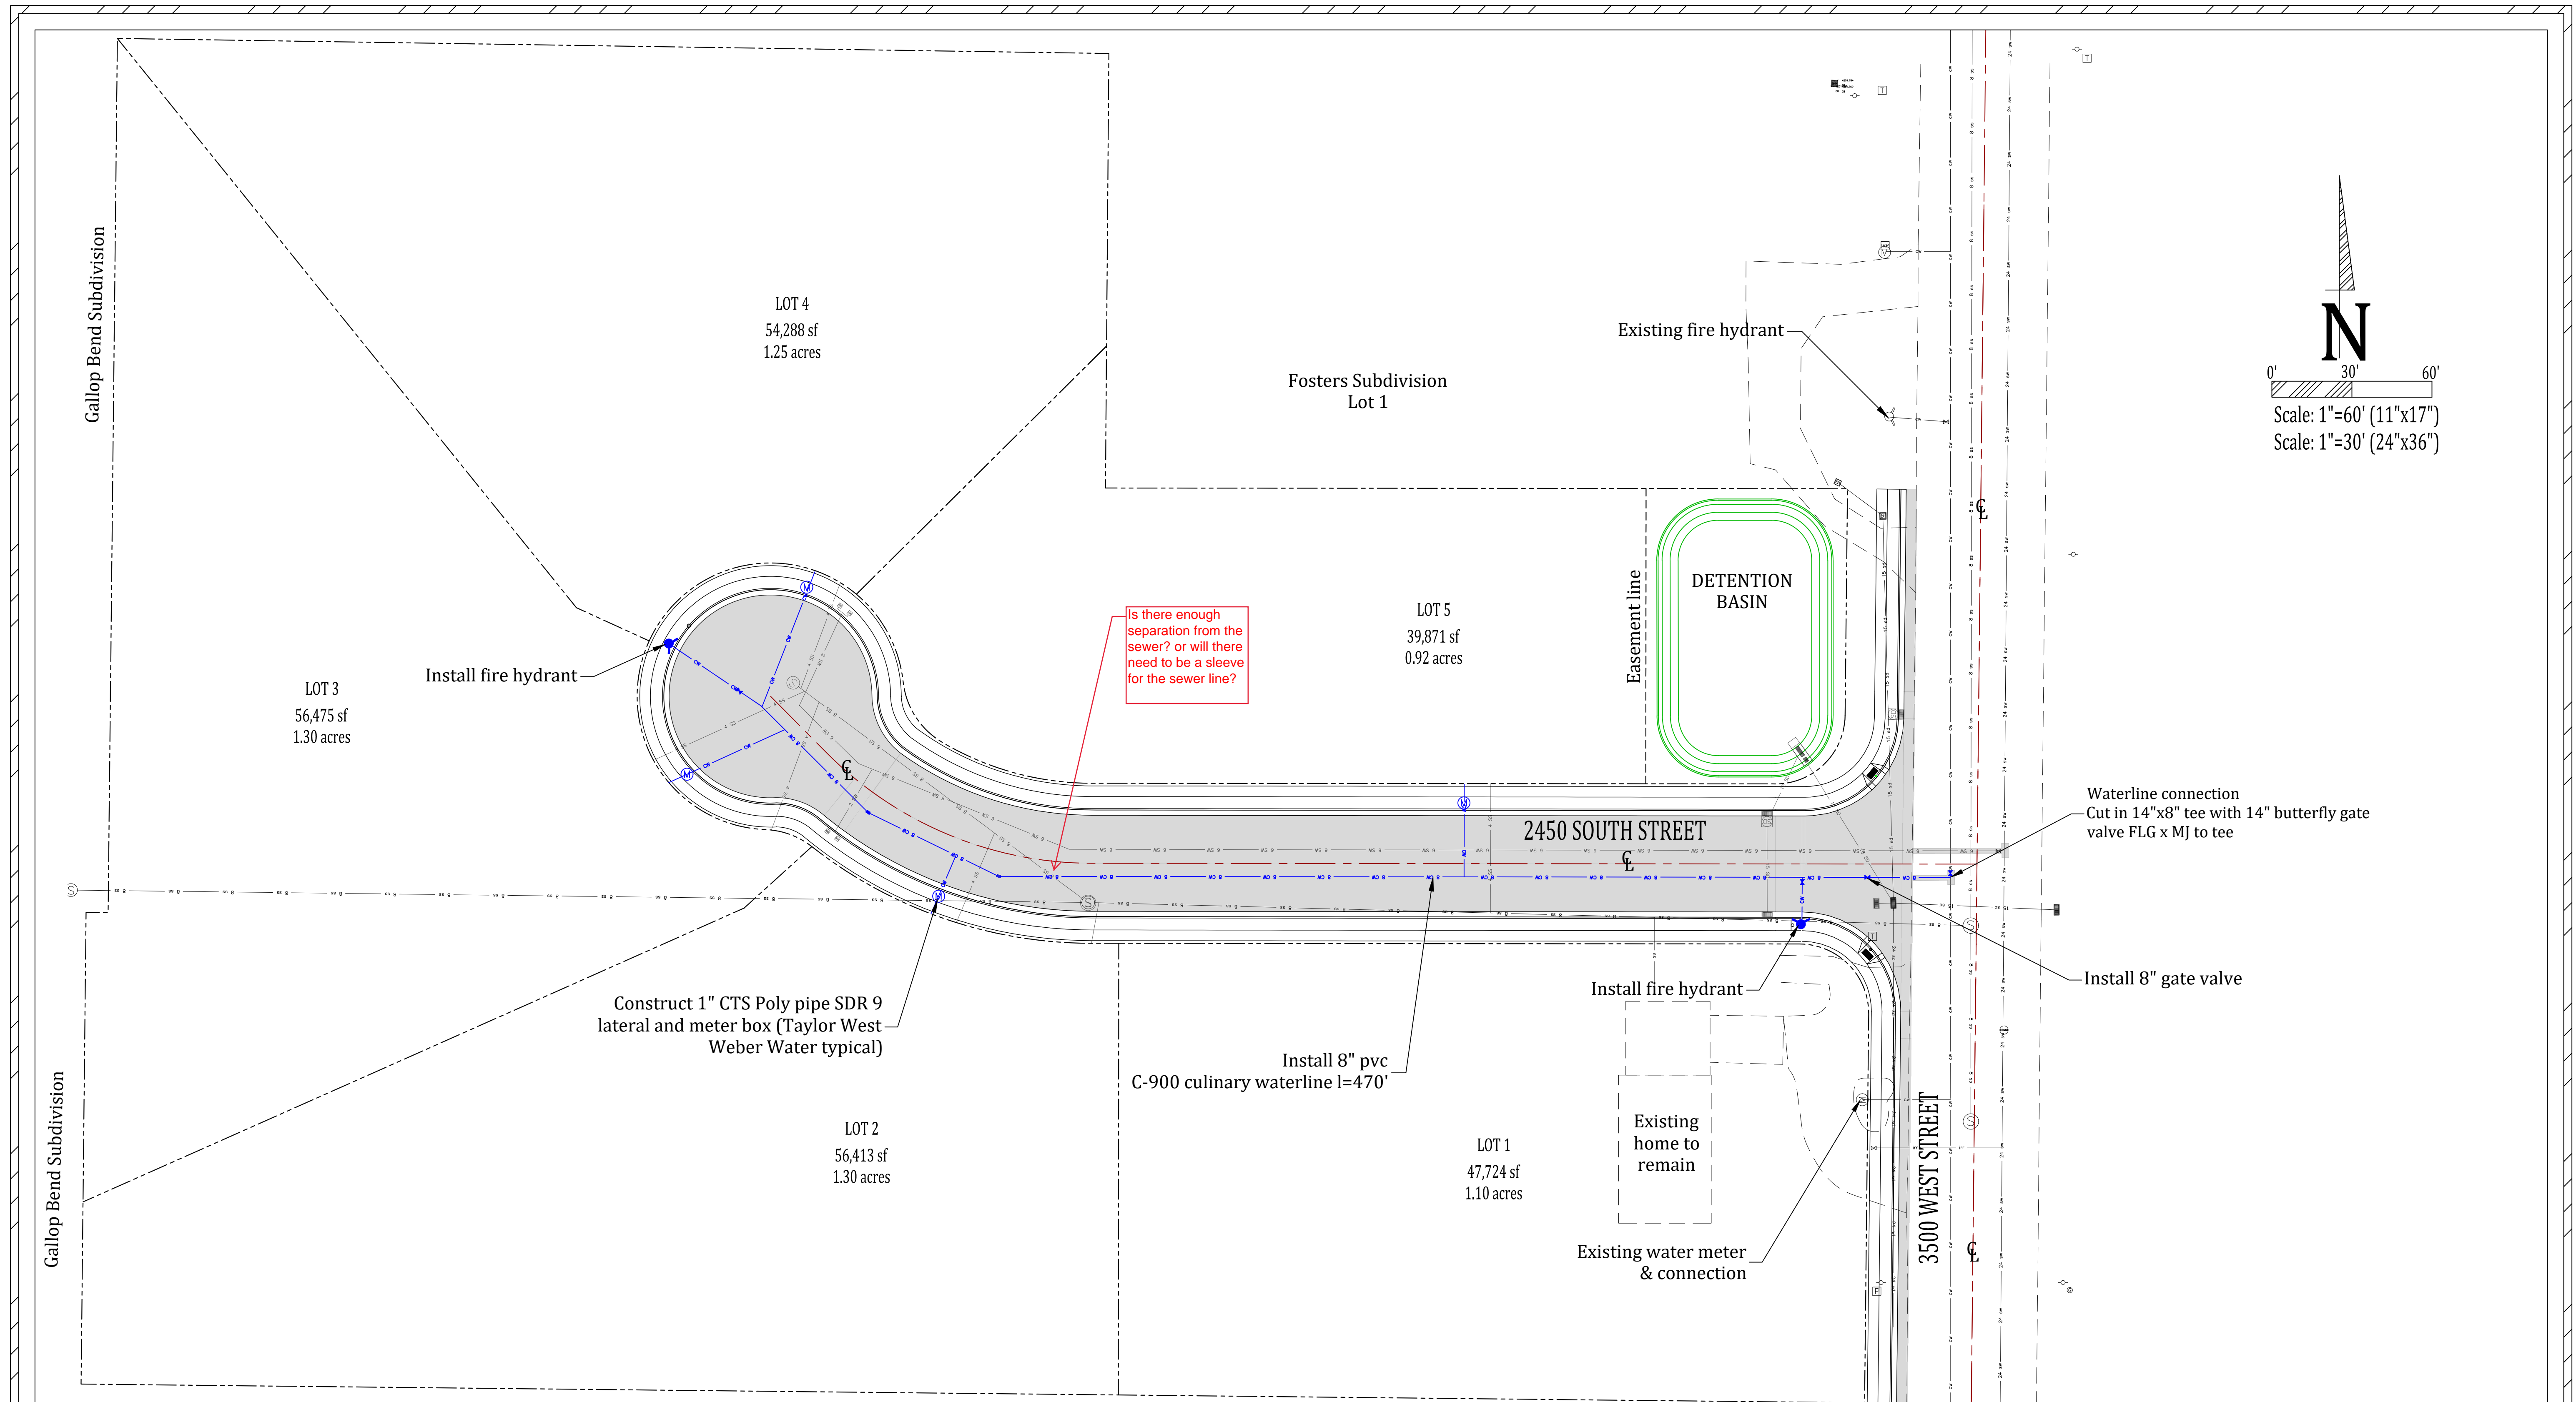 Gallop Bend Subdivision
LOT 4
54,288 sf
1.25 acres
Existing fire hydrant
Fosters Subdivision
Lot 1
N
0' 30' 60'
Scale: 1"=60' (11"x17")
Scale: 1"=30' (24"x36")
Install fire hydrant
LOT 3
56,475 sf
1.30 acres
Is there enough
separation from the
sewer? or will there
need to be a sleeve
for the sewer line?
LOT 5
39,871 sf
0.92 acres
Easement line
DETENTION
BASIN
2450 SOUTH STREET
Waterline connection
Cut in 14"x8" tee with 14" butterfly gate
valve FLG x MJ to tee
Install 8" gate valve
Install fire hydrant
Construct 1" CTS Poly pipe SDR 9
lateral and meter box (Taylor West
Weber Water typical)
Install 8" pvc
C-900 culinary waterline l=470'
Gallop Bend Subdivision
LOT 2
56,413 sf
1.30 acres
LOT 1
47,724 sf
1.10 acres
Existing
home to
remain
Existing water meter
& connection
3500 WEST STREET